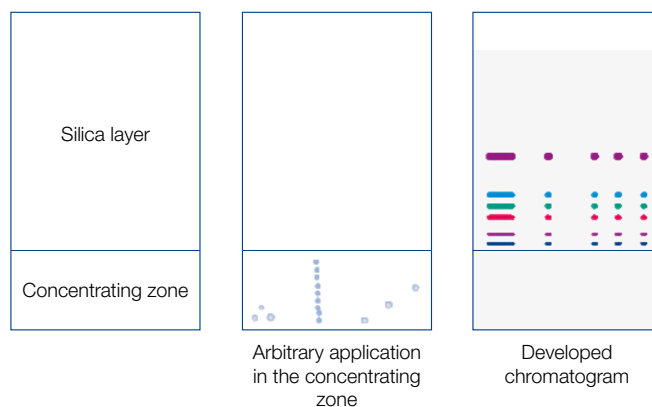 Silica layer
Concentrating zone
Arbitrary application
in the concentrating
zone
Developed
chromatogram